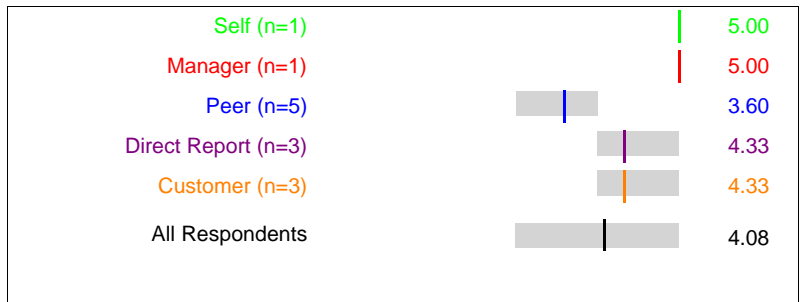 Self (n=1) 5.00
Manager (n=1) 5.00
Peer (n=5) 3.60
Direct Report (n=3) 4.33
Customer (n=3) 4.33
All Respondents 4.08